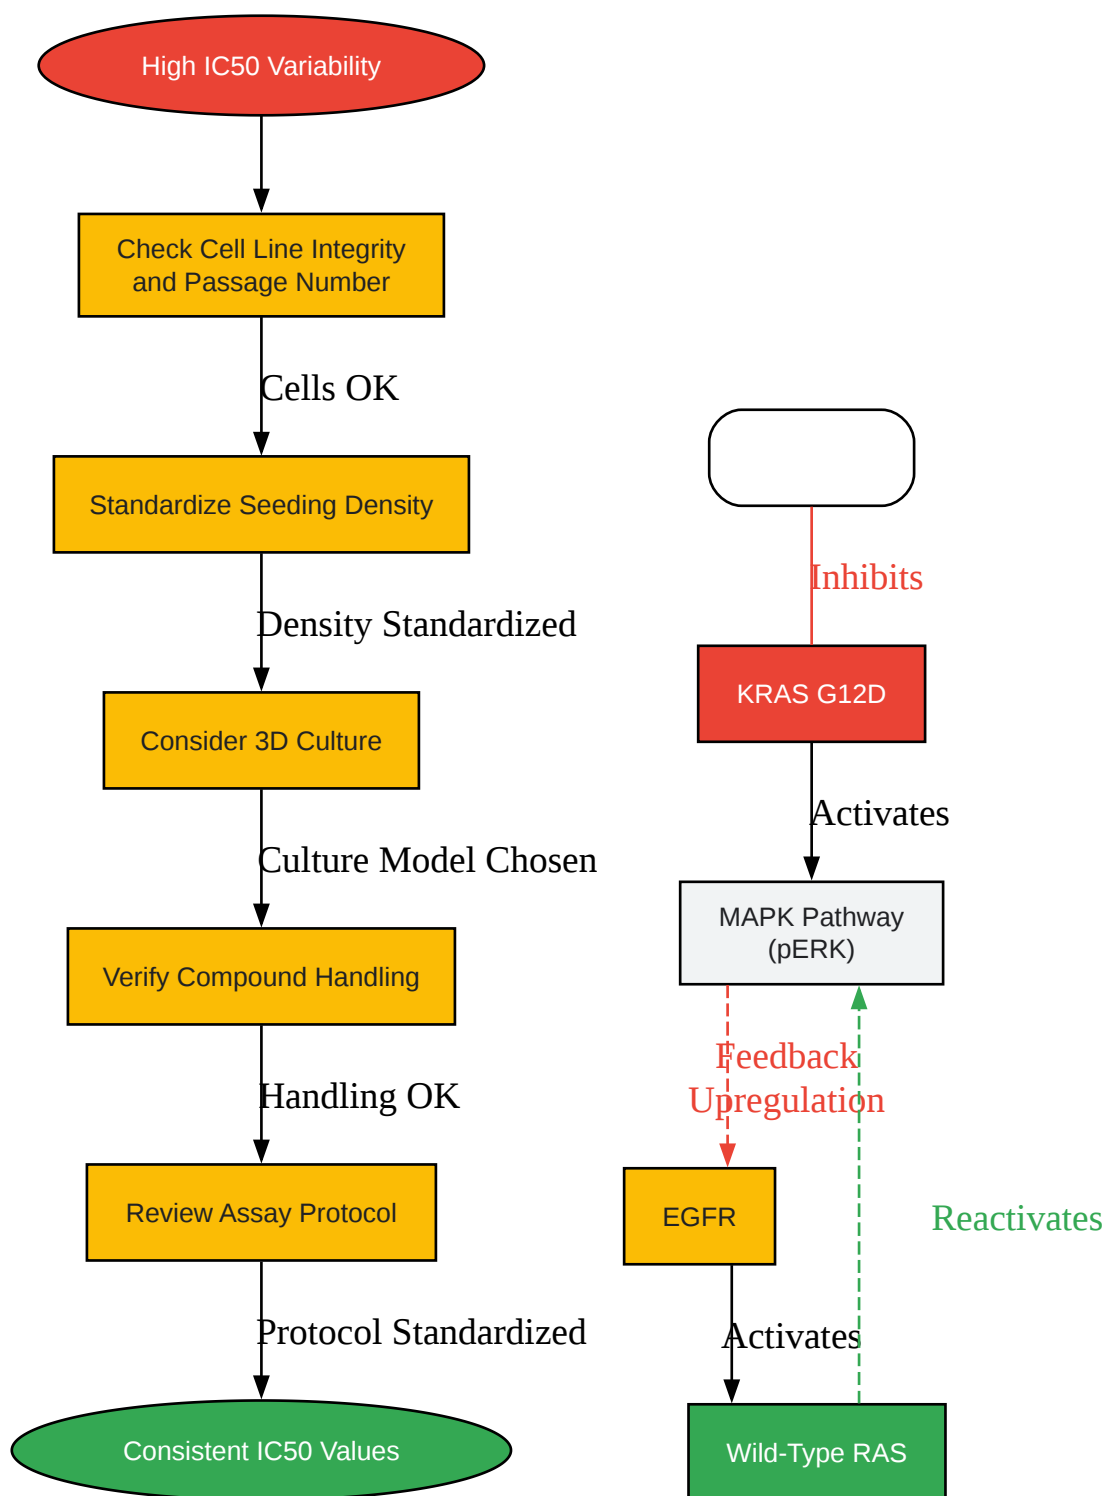 High IC50 Variability
Check Cell Line Integrity
and Passage Number
Cells OK
Standardize Seeding Density
Density Standardized
Consider 3D Culture
Culture Model Chosen
Verify Compound Handling
Handling OK
Review Assay Protocol
Protocol Standardized
Consistent IC50 Values
Inhibits
KRAS G12D
Activates
MAPK Pathway
(pERK)
Feedback
Upregulation
EGFR
Reactivates
Activates
Wild-Type RAS